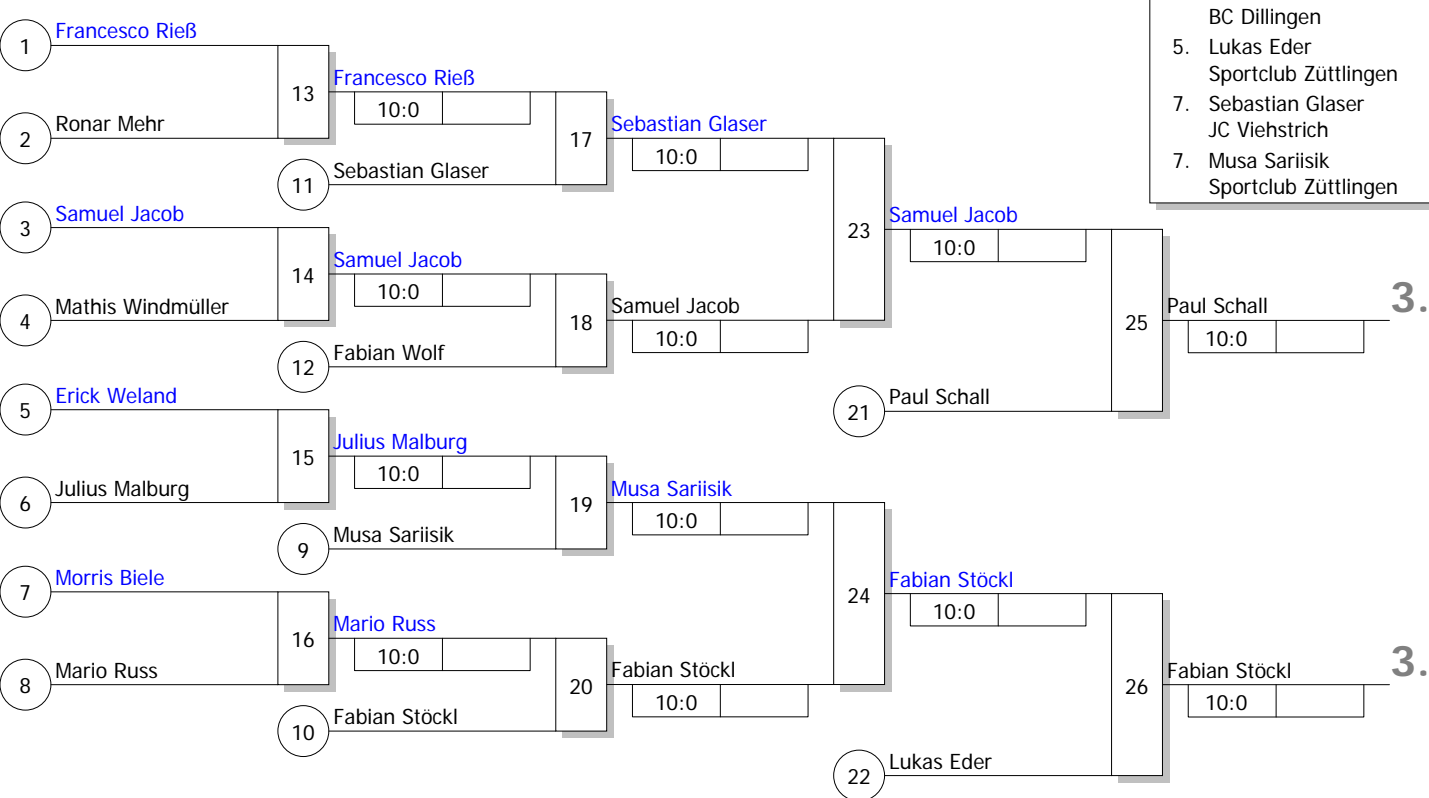 BC Dillingen
5. Lukas Eder
Sportclub Züttlingen
7. Sebastian Glaser
JC Viehstrich
7. Musa Sariisik
Sportclub Züttlingen
1 Francesco Rieß
2 Ronar Mehr
13
Francesco Rieß
10:0
11 Sebastian Glaser
17
Sebastian Glaser
10:0
3 Samuel Jacob
4 Mathis Windmüller
14
Samuel Jacob
10:0
12 Fabian Wolf
18
Samuel Jacob
10:0
23
Samuel Jacob
10:0
21 Paul Schall
25
Paul Schall
10:0
3.
5 Erick Weland
6 Julius Malburg
15
Julius Malburg
10:0
9 Musa Sariisik
19
Musa Sariisik
10:0
7 Morris Biele
8 Mario Russ
16
Mario Russ
10:0
10 Fabian Stöckl
20
Fabian Stöckl
10:0
24
Fabian Stöckl
10:0
22 Lukas Eder
26
Fabian Stöckl
10:0
3.